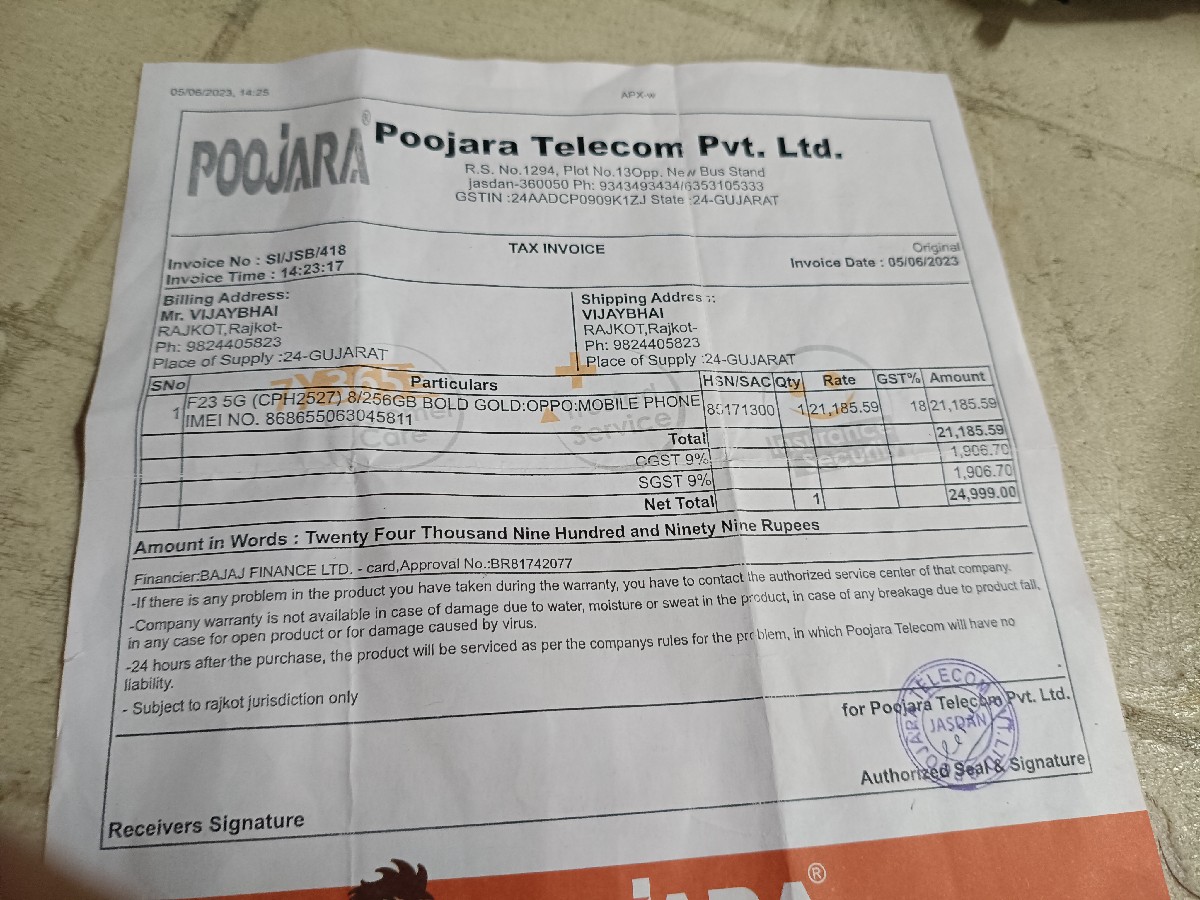 05/06/2023, 14:25
APX-w
POOJARA®
Poojara Telecom Pvt. Ltd.
R.S. No.1294, Plot No.13Opp. New Bus Stand
jasdan-360050 Ph: 9343493434/6353105333
GSTIN :24AADCP0909K1ZJ State :24-GUJARAT
Invoice No : SI/JSB/418
Invoice Time : 14:23:17
TAX INVOICE
Original
Invoice Date : 05/06/2023
Billing Address:
Mr. VIJAYBHAI
RAJKOT,Rajkot-
Ph: 9824405823
Place of Supply :24-GUJARAT
Shipping Address:
VIJAYBHAI
RAJKOT,Rajkot-
Ph: 9824405823
Place of Supply :24-GUJARAT
SNo Particulars HSN/SAC Qty Rate GST% Amount
1 F23 5G (CPH2527) 8/256GB BOLD GOLD:OPPO:MOBILE PHONE 85171300 1 21,185.59 18 21,185.59
IMEI NO. 868655063045811
Total 21,185.59
CGST 9% 1,906.70
SGST 9% 1,906.70
Net Total 1 24,999.00
Care
Service
Insurance
Security
Amount in Words : Twenty Four Thousand Nine Hundred and Ninety Nine Rupees
Financier:BAJAJ FINANCE LTD. - card,Approval No.:BR81742077
-If there is any problem in the product you have taken during the warranty, you have to contact the authorized service center of that company.
-Company warranty is not available in case of damage due to water, moisture or sweat in the product, in case of any breakage due to product fall,
in any case for open product or for damage caused by virus.
-24 hours after the purchase, the product will be serviced as per the companys rules for the problem, in which Poojara Telecom will have no
liability.
- Subject to rajkot jurisdiction only
for Poojara Telecom Pvt. Ltd.
POOJARA TELECOM PVT. LTD.
JASDAN
Authorized Seal & Signature
Receivers Signature
POOJARA®